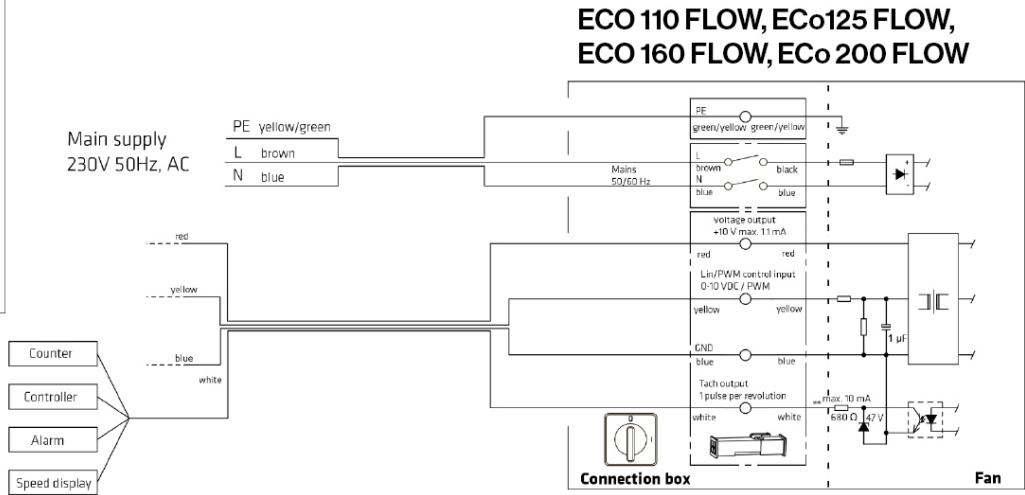 ECO 110 FLOW, ECo125 FLOW,
ECO 160 FLOW, ECo 200 FLOW
Main supply
230V 50Hz, AC
PE yellow/green
L brown
N blue
PE
green/yellow green/yellow
Mains
50/60 Hz
L
brown
black
N
blue
blue
Voltage output
+10 V max. 1.1 mA
red
red
red
Lin/PWM control input
0-10 VDC / PWM
yellow
yellow
yellow
GND
blue
blue
blue
1 µF
white
Tach output
1 pulse per revolution
white
white
** max. 10 mA
680 Ω
47 V
Counter
Controller
Alarm
Speed display
0
Connection box
Fan